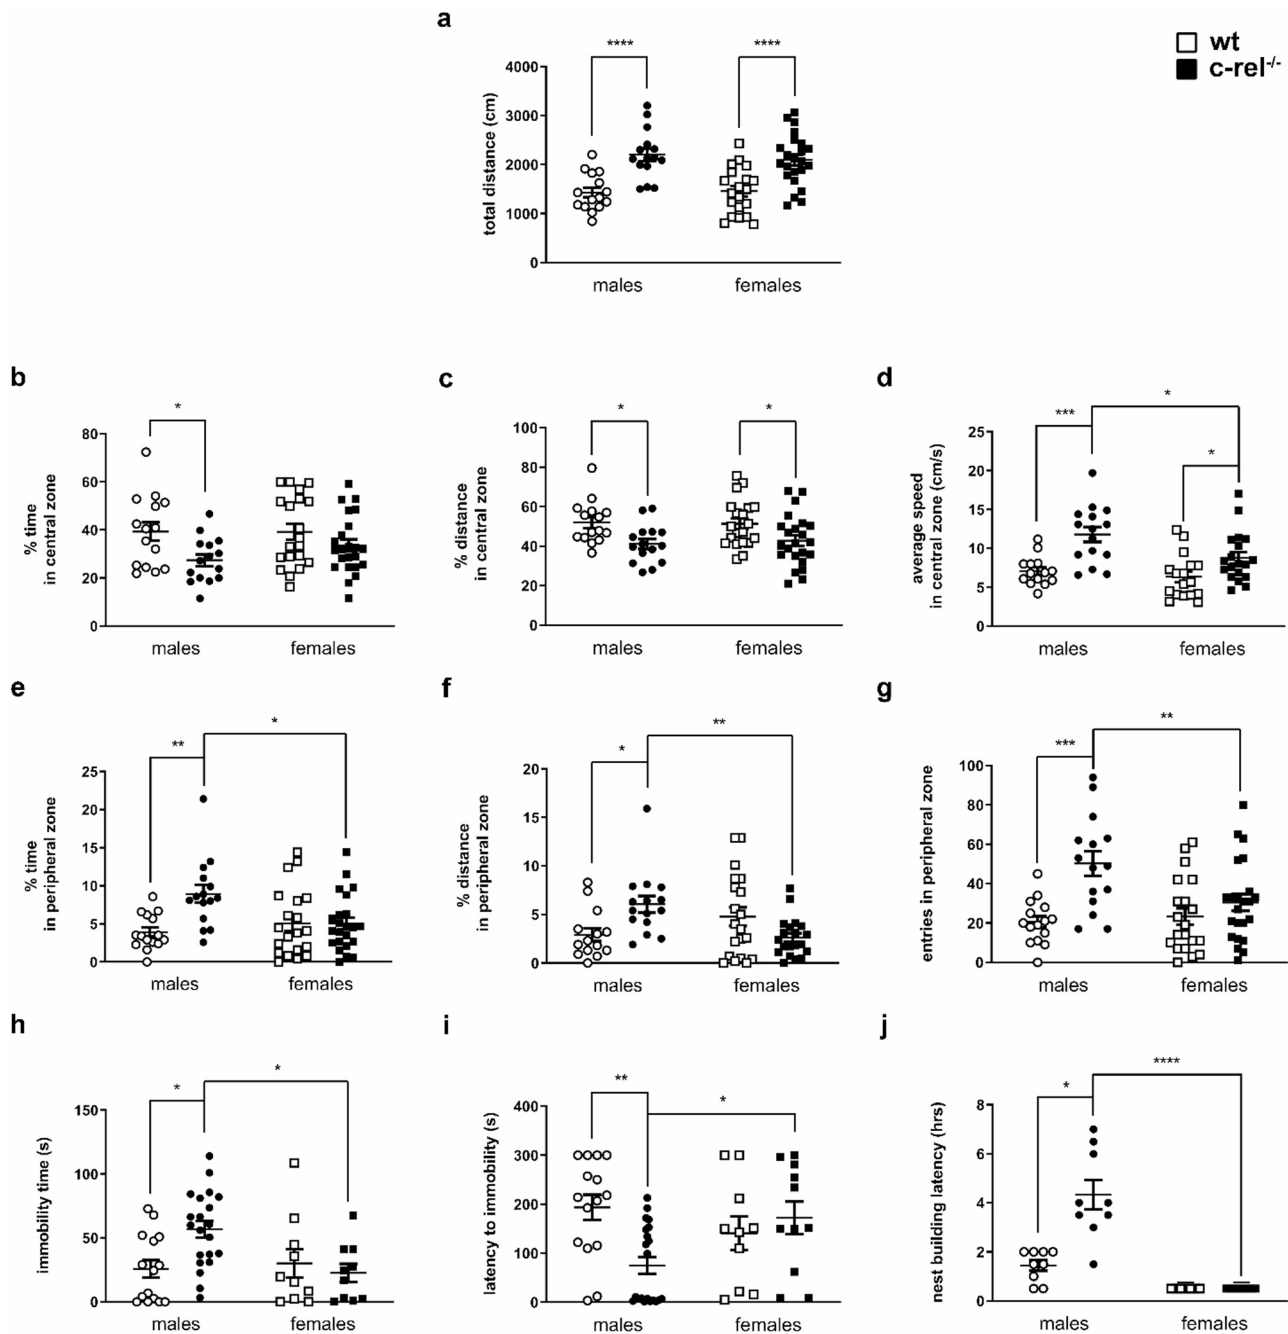 a
wt
c-rel-/-
****
****
total distance (cm)
4000
3000
2000
1000
0
males
females
b
*
% time
in central zone
80
60
40
20
0
males
females
c
*
*
% distance
in central zone
100
80
60
40
20
0
males
females
d
***
*
*
average speed
in central zone (cm/s)
25
20
15
10
5
0
males
females
e
**
*
% time
in peripheral zone
25
20
15
10
5
0
males
females
f
*
**
% distance
in peripheral zone
20
15
10
5
0
males
females
g
***
**
entries in peripheral zone
100
80
60
40
20
0
males
females
h
*
*
immobility time (s)
150
100
50
0
males
females
i
**
*
latency to immobility (s)
400
300
200
100
0
males
females
j
*
****
nest building latency (hrs)
8
6
4
2
0
males
females